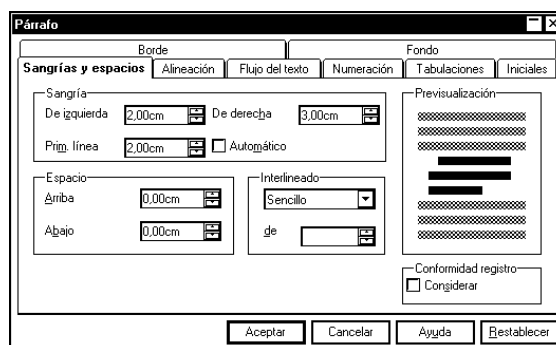 Párrafo
Borde Fondo
Sangrías y espacios Alineación Flujo del texto Numeración Tabulaciones Iniciales
Sangría
De izquierda 2,00cm De derecha 3,00cm
Prim. línea 2,00cm Automático
Espacio
Arriba 0,00cm
Abajo 0,00cm
Interlineado
Sencillo
de
Previsualización
Conformidad registro
Considerar
Aceptar Cancelar Ayuda Restablecer